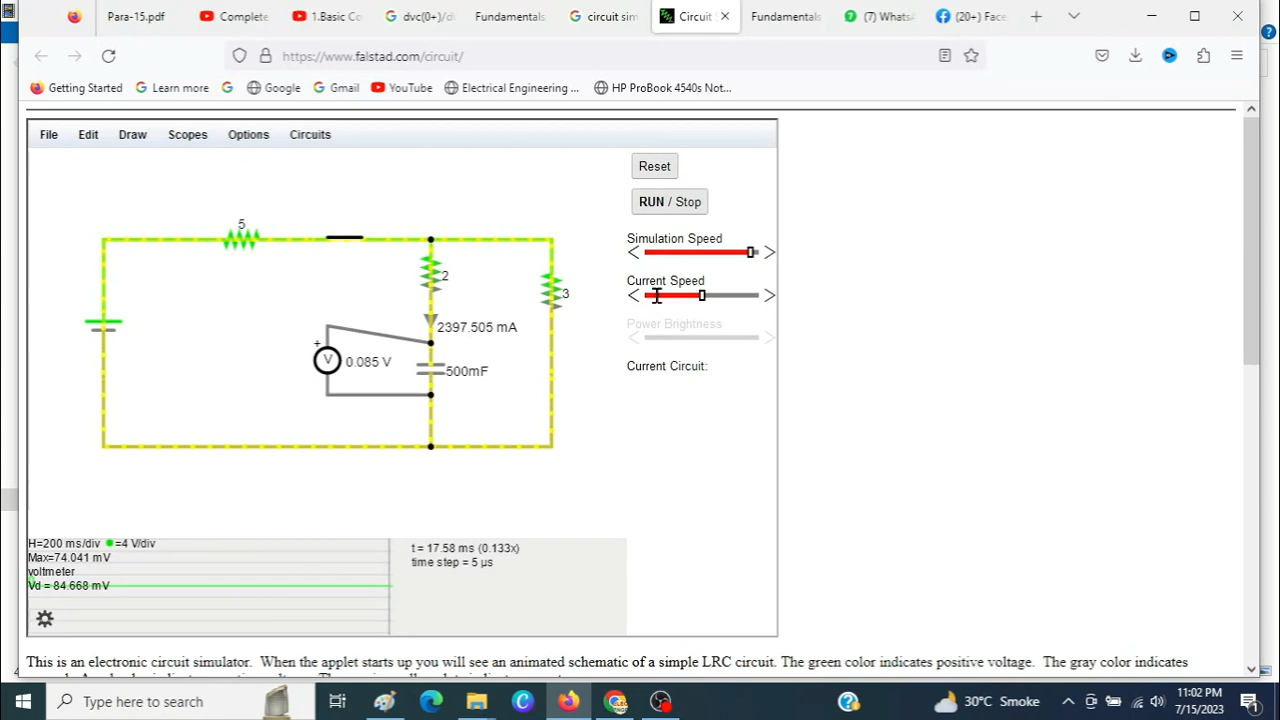 Para-15.pdf
Complete
1.Basic Co
dvc(0+)/d
Fundamentals
circuit sim
Circuit
Fundamentals
(7) Whats
(20+) Face
https://www.falstad.com/circuit/
Getting Started
Learn more
Google
Gmail
YouTube
Electrical Engineering ...
HP ProBook 4540s Not...
File Edit Draw Scopes Options Circuits
Reset
RUN / Stop
Simulation Speed
Current Speed
Power Brightness
Current Circuit:
5
2
3
2397.505 mA
+
V
0.085 V
500mF
H=200 ms/div =4 V/div
Max=74.041 mV
voltmeter
Vd = 84.668 mV
t = 17.58 ms (0.133x)
time step = 5 µs
This is an electronic circuit simulator. When the applet starts up you will see an animated schematic of a simple LRC circuit. The green color indicates positive voltage. The gray color indicates
Type here to search
30°C Smoke
11:02 PM
7/15/2023